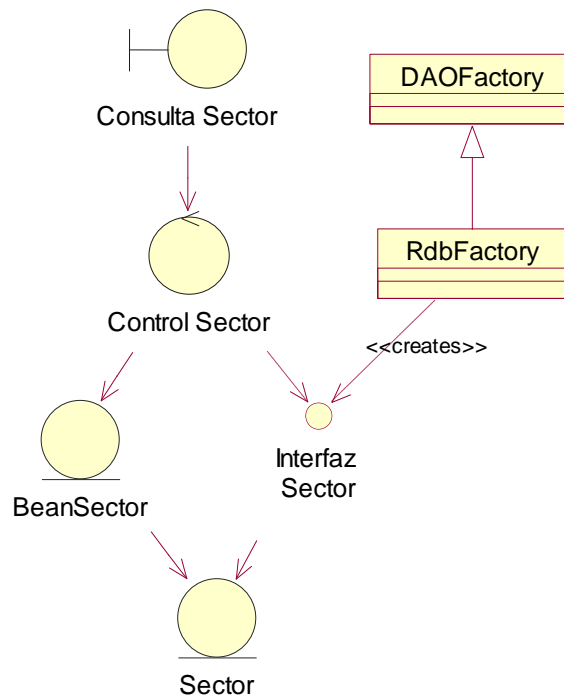 DAOFactory
Consulta Sector
RdbFactory
Control Sector
<<creates>>
Interfaz
Sector
BeanSector
Sector